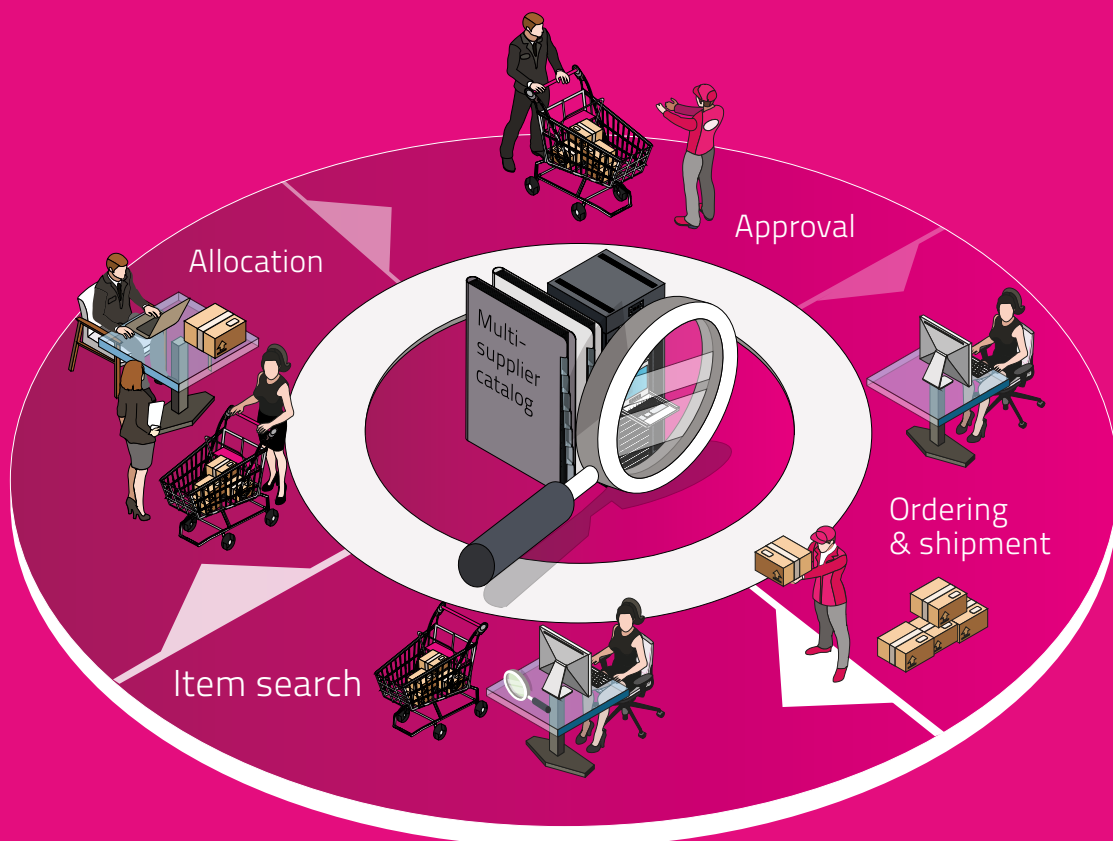 Approval
Allocation
Multi-
supplier
catalog
Ordering
& shipment
Item search